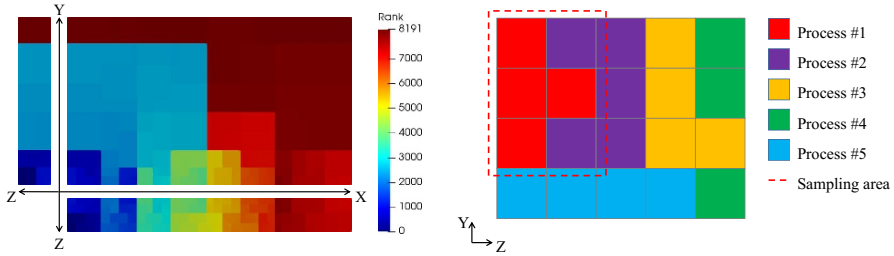 Y
Z
X
Z
Rank
8191
7000
6000
5000
4000
3000
2000
1000
0
Y
Z
Process #1
Process #2
Process #3
Process #4
Process #5
Sampling area